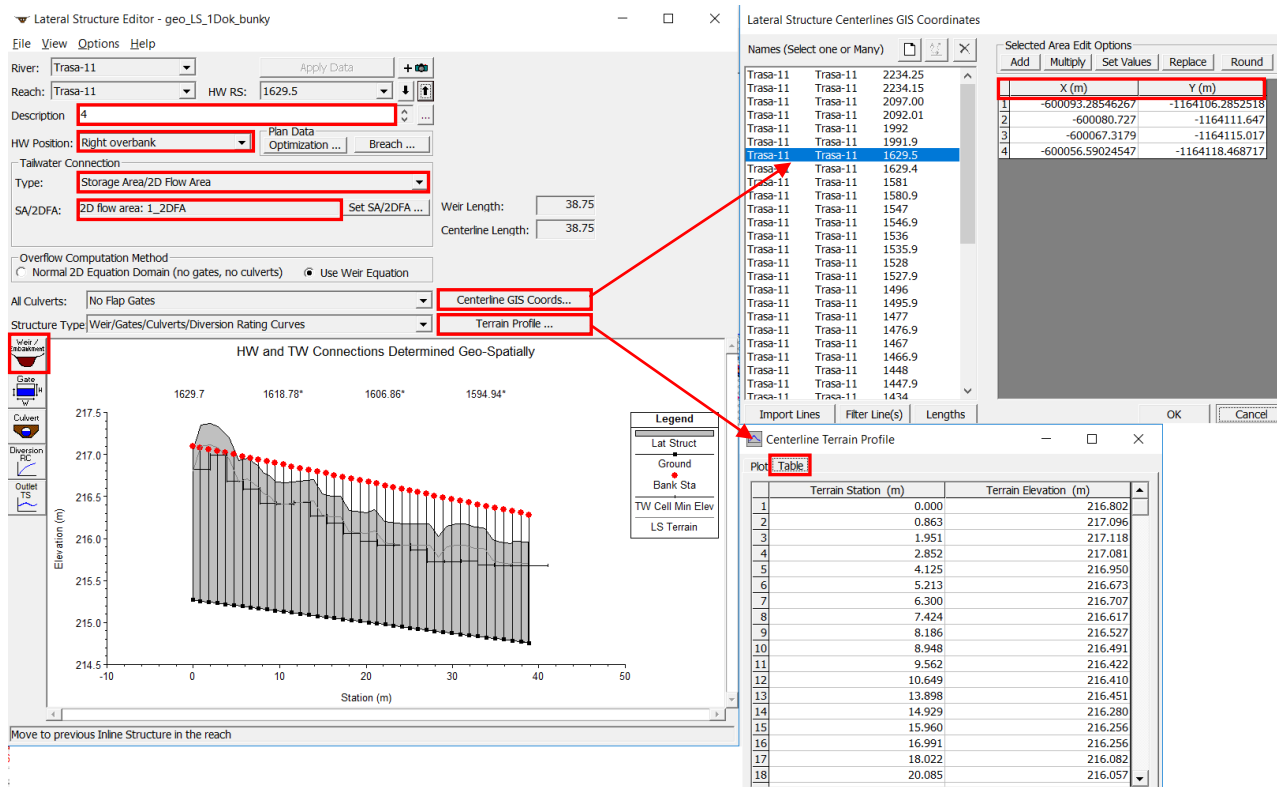 Lateral Structure Editor - geo_LS_1Dok_bunky
File View Options Help
River: Trasa-11 Apply Data
Reach: Trasa-11 HW RS: 1629.5
Description 4 ...
HW Position: Right overbank Plan Data Optimization ... Breach ...
Tailwater Connection
Type: Storage Area/2D Flow Area
SA/2DFA: 2D flow area: 1_2DFA Set SA/2DFA ... Weir Length: 38.75
Centerline Length: 38.75
Overflow Computation Method
Normal 2D Equation Domain (no gates, no culverts) Use Weir Equation
All Culverts: No Flap Gates Centerline GIS Coords...
Structure Type Weir/Gates/Culverts/Diversion Rating Curves Terrain Profile ...
Weir / Embankment
Gate
W
H
Culvert
Diversion RC
Outlet TS
HW and TW Connections Determined Geo-Spatially
1629.7 1618.78* 1606.86* 1594.94*
217.5
217.0
216.5
216.0
215.5
215.0
214.5
Elevation (m)
-10 0 10 20 30 40 50
Station (m)
Legend
Lat Struct
Ground
Bank Sta
TW Cell Min Elev
LS Terrain
Move to previous Inline Structure in the reach
Lateral Structure Centerlines GIS Coordinates
Names (Select one or Many)
Trasa-11 Trasa-11 2234.25
Trasa-11 Trasa-11 2234.15
Trasa-11 Trasa-11 2097.00
Trasa-11 Trasa-11 2092.01
Trasa-11 Trasa-11 1992
Trasa-11 Trasa-11 1991.9
Trasa-11 Trasa-11 1629.5
Trasa-11 Trasa-11 1629.4
Trasa-11 Trasa-11 1581
Trasa-11 Trasa-11 1580.9
Trasa-11 Trasa-11 1547
Trasa-11 Trasa-11 1546.9
Trasa-11 Trasa-11 1536
Trasa-11 Trasa-11 1535.9
Trasa-11 Trasa-11 1528
Trasa-11 Trasa-11 1527.9
Trasa-11 Trasa-11 1496
Trasa-11 Trasa-11 1495.9
Trasa-11 Trasa-11 1477
Trasa-11 Trasa-11 1476.9
Trasa-11 Trasa-11 1467
Trasa-11 Trasa-11 1466.9
Trasa-11 Trasa-11 1448
Trasa-11 Trasa-11 1447.9
Trasa-11 Trasa-11 1434
Selected Area Edit Options
Add Multiply Set Values Replace Round
X (m) Y (m)
1 -600093.28546267 -1164106.2852518
2 -600080.727 -1164111.647
3 -600067.3179 -1164115.017
4 -600056.59024547 -1164118.468717
Import Lines Filter Line(s) Lengths OK Cancel
Centerline Terrain Profile
Plot Table
Terrain Station (m) Terrain Elevation (m)
1 0.000 216.802
2 0.863 217.096
3 1.951 217.118
4 2.852 217.081
5 4.125 216.950
6 5.213 216.673
7 6.300 216.707
8 7.424 216.617
9 8.186 216.527
10 8.948 216.491
11 9.562 216.422
12 10.649 216.410
13 13.898 216.451
14 14.929 216.280
15 15.960 216.256
16 16.991 216.256
17 18.022 216.082
18 20.085 216.057